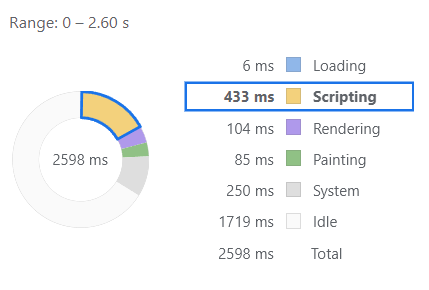 Range: 0 – 2.60 s
6 ms Loading
433 ms Scripting
104 ms Rendering
2598 ms
85 ms Painting
250 ms System
1719 ms Idle
2598 ms Total